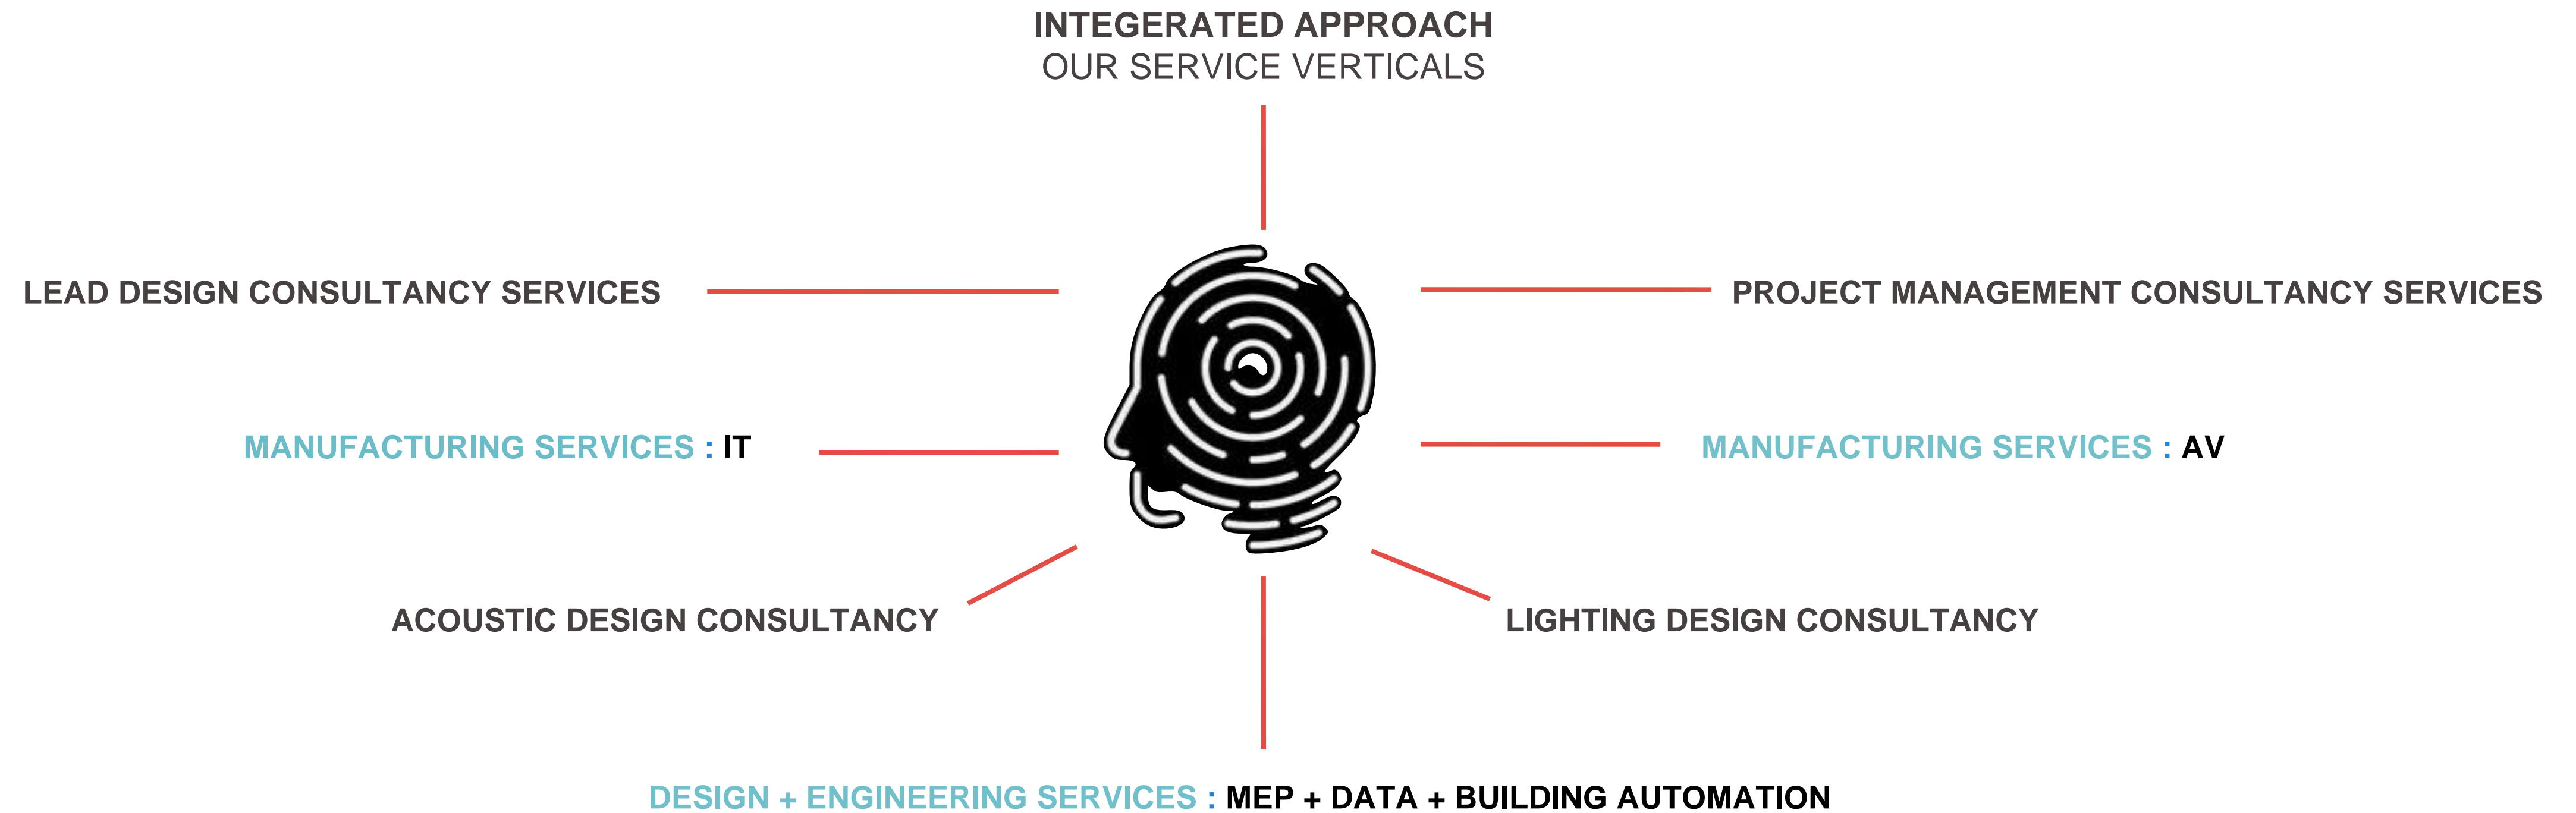 INTEGERATED APPROACH
OUR SERVICE VERTICALS
LEAD DESIGN CONSULTANCY SERVICES
PROJECT MANAGEMENT CONSULTANCY SERVICES
MANUFACTURING SERVICES : IT
MANUFACTURING SERVICES : AV
ACOUSTIC DESIGN CONSULTANCY
LIGHTING DESIGN CONSULTANCY
DESIGN + ENGINEERING SERVICES : MEP + DATA + BUILDING AUTOMATION